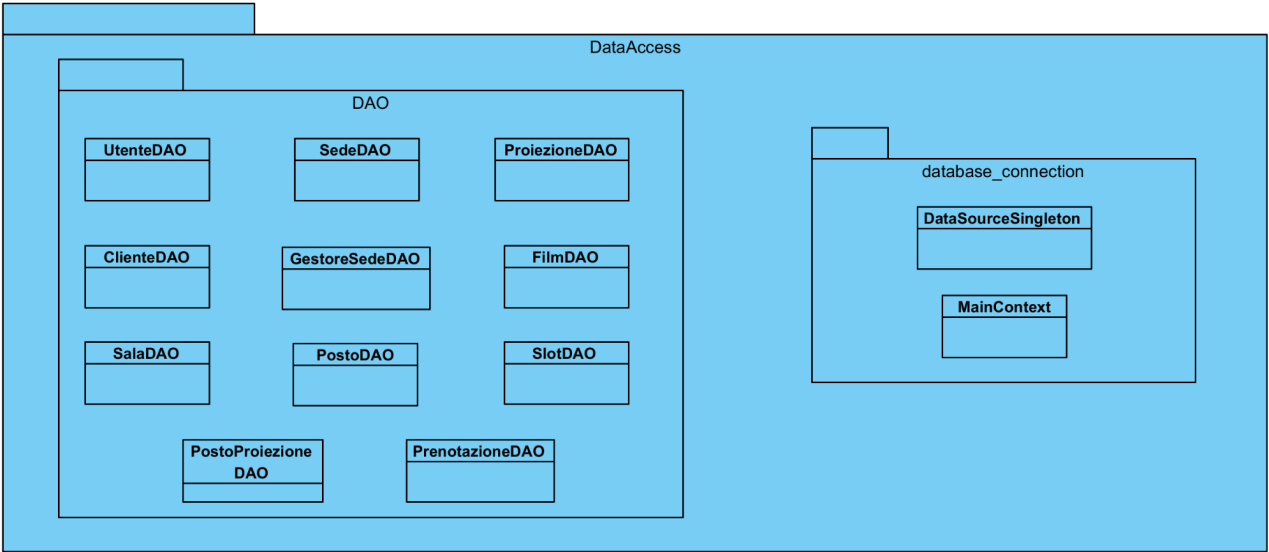 DataAccess
DAO
UtenteDAO
SedeDAO
ProiezioneDAO
ClienteDAO
GestoreSedeDAO
FilmDAO
SalaDAO
PostoDAO
SlotDAO
PostoProiezione
DAO
PrenotazioneDAO
database_connection
DataSourceSingleton
MainContext